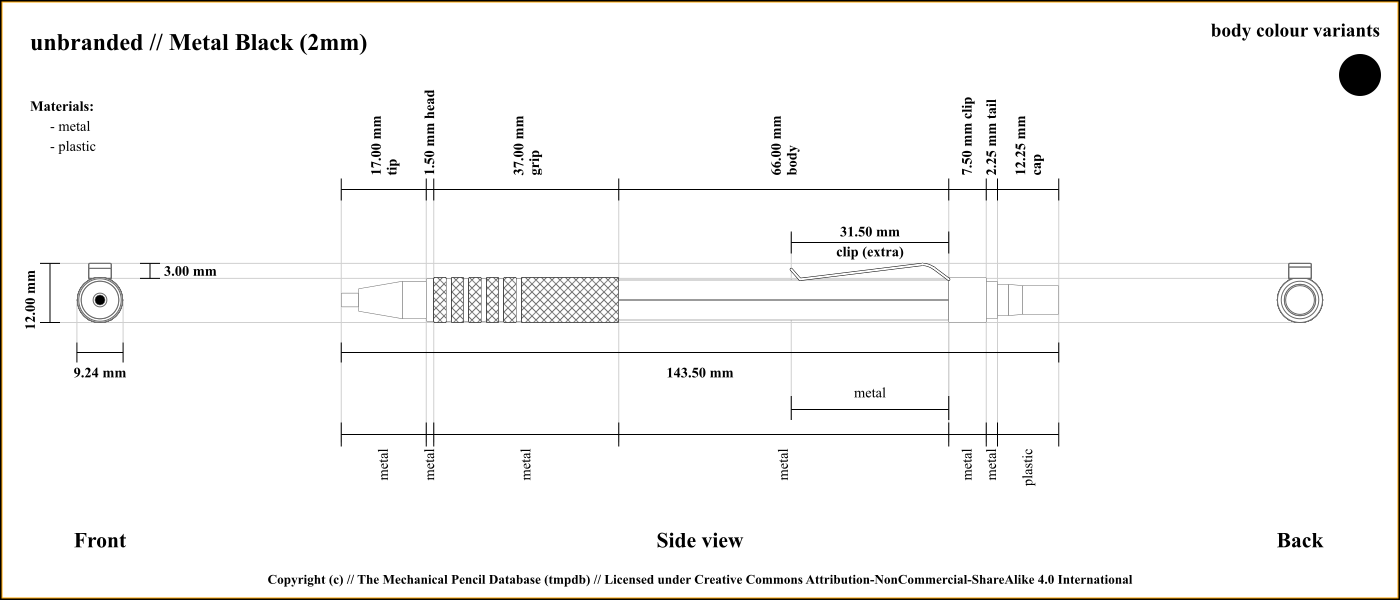 unbranded // Metal Black (2mm)
body colour variants
Materials:
- metal
- plastic
17.00 mm
tip
1.50 mm head
37.00 mm
grip
66.00 mm
body
7.50 mm clip
2.25 mm tail
12.25 mm
cap
31.50 mm
clip (extra)
3.00 mm
12.00 mm
9.24 mm
143.50 mm
metal
metal
metal
metal
metal
metal
metal
plastic
Front
Side view
Back
Copyright (c) // The Mechanical Pencil Database (tmpdb) // Licensed under Creative Commons Attribution-NonCommercial-ShareAlike 4.0 International